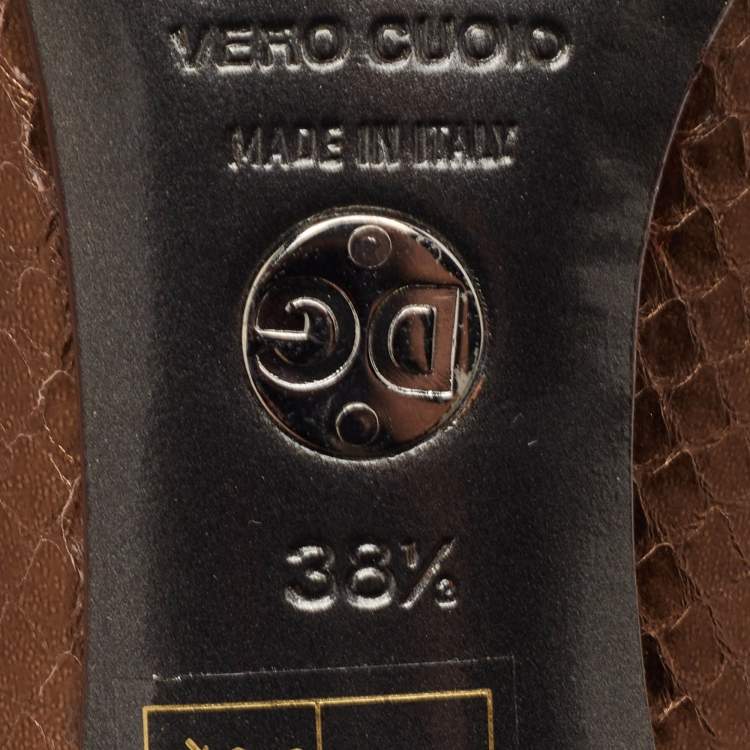 VERO CUOIO
MADE IN ITALY
DG
38½